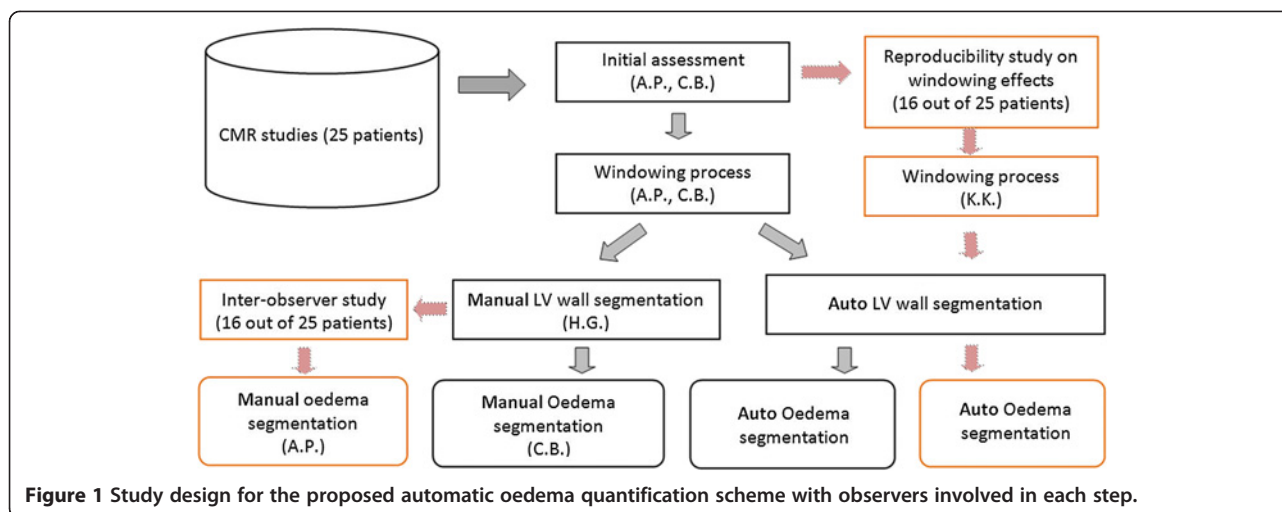 CMR studies (25 patients)
Initial assessment
(A.P., C.B.)
Reproducibility study on
windowing effects
(16 out of 25 patients)
Windowing process
(A.P., C.B.)
Windowing process
(K.K.)
Inter-observer study
(16 out of 25 patients)
Manual LV wall segmentation
(H.G.)
Auto LV wall segmentation
Manual oedema
segmentation
(A.P.)
Manual Oedema
segmentation
(C.B.)
Auto Oedema
segmentation
Auto Oedema
segmentation
Figure 1 Study design for the proposed automatic oedema quantification scheme with observers involved in each step.